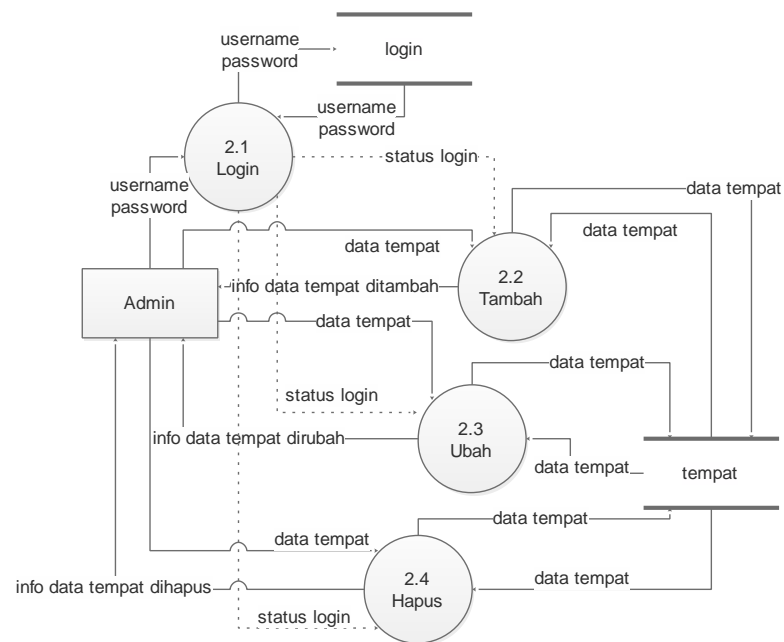 username
password
login
username
password
2.1
Login
status login
username
password
data tempat
data tempat
data tempat
2.2
Tambah
Admin
info data tempat ditambah
data tempat
data tempat
status login
2.3
Ubah
info data tempat dirubah
data tempat
tempat
data tempat
data tempat
2.4
Hapus
data tempat
info data tempat dihapus
status login